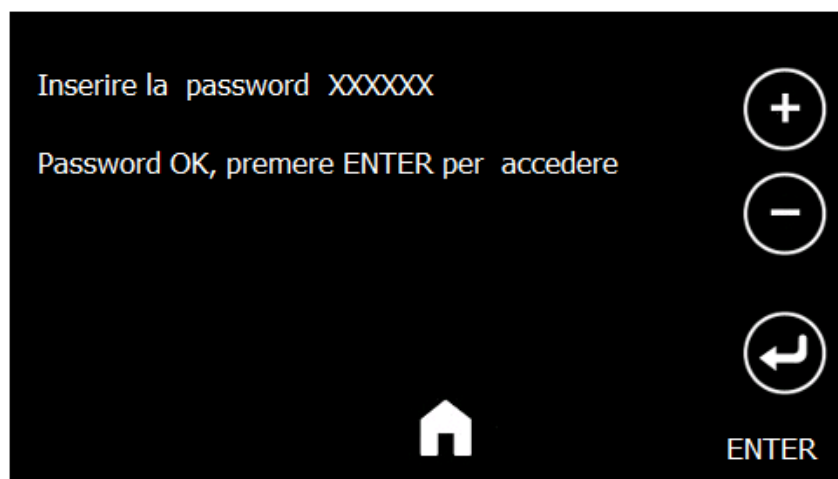 Inserire la password XXXXXX
Password OK, premere ENTER per accedere
+
−
ENTER